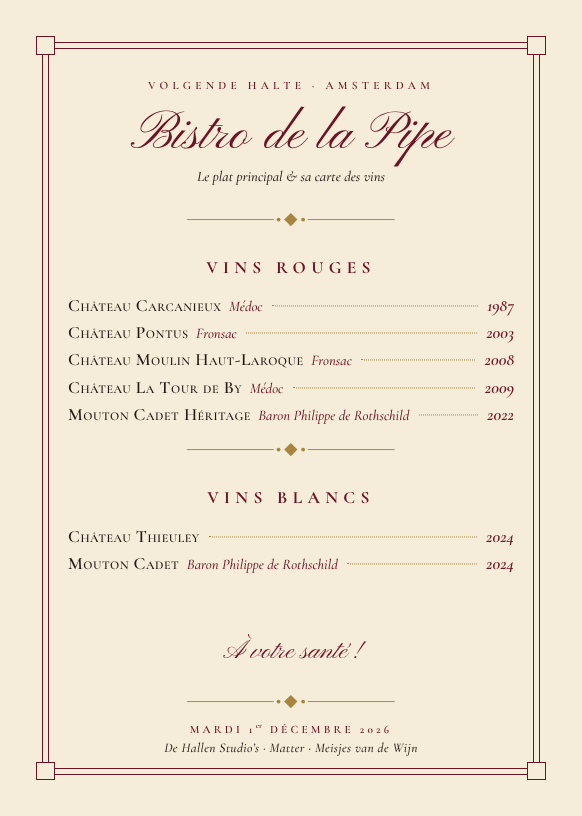 VOLGENDE HALTE · AMSTERDAM
Bistro de la Pipe
Le plat principal & sa carte des vins
VINS ROUGES
Château Carcanieux Médoc 1987
Château Pontus Fronsac 2003
Château Moulin Haut-Laroque Fronsac 2008
Château La Tour de By Médoc 2009
Mouton Cadet Héritage Baron Philippe de Rothschild 2022
VINS BLANCS
Château Thieuley 2024
Mouton Cadet Baron Philippe de Rothschild 2024
À votre santé !
MARDI 1er DÉCEMBRE 2026
De Hallen Studio's · Matter · Meisjes van de Wijn